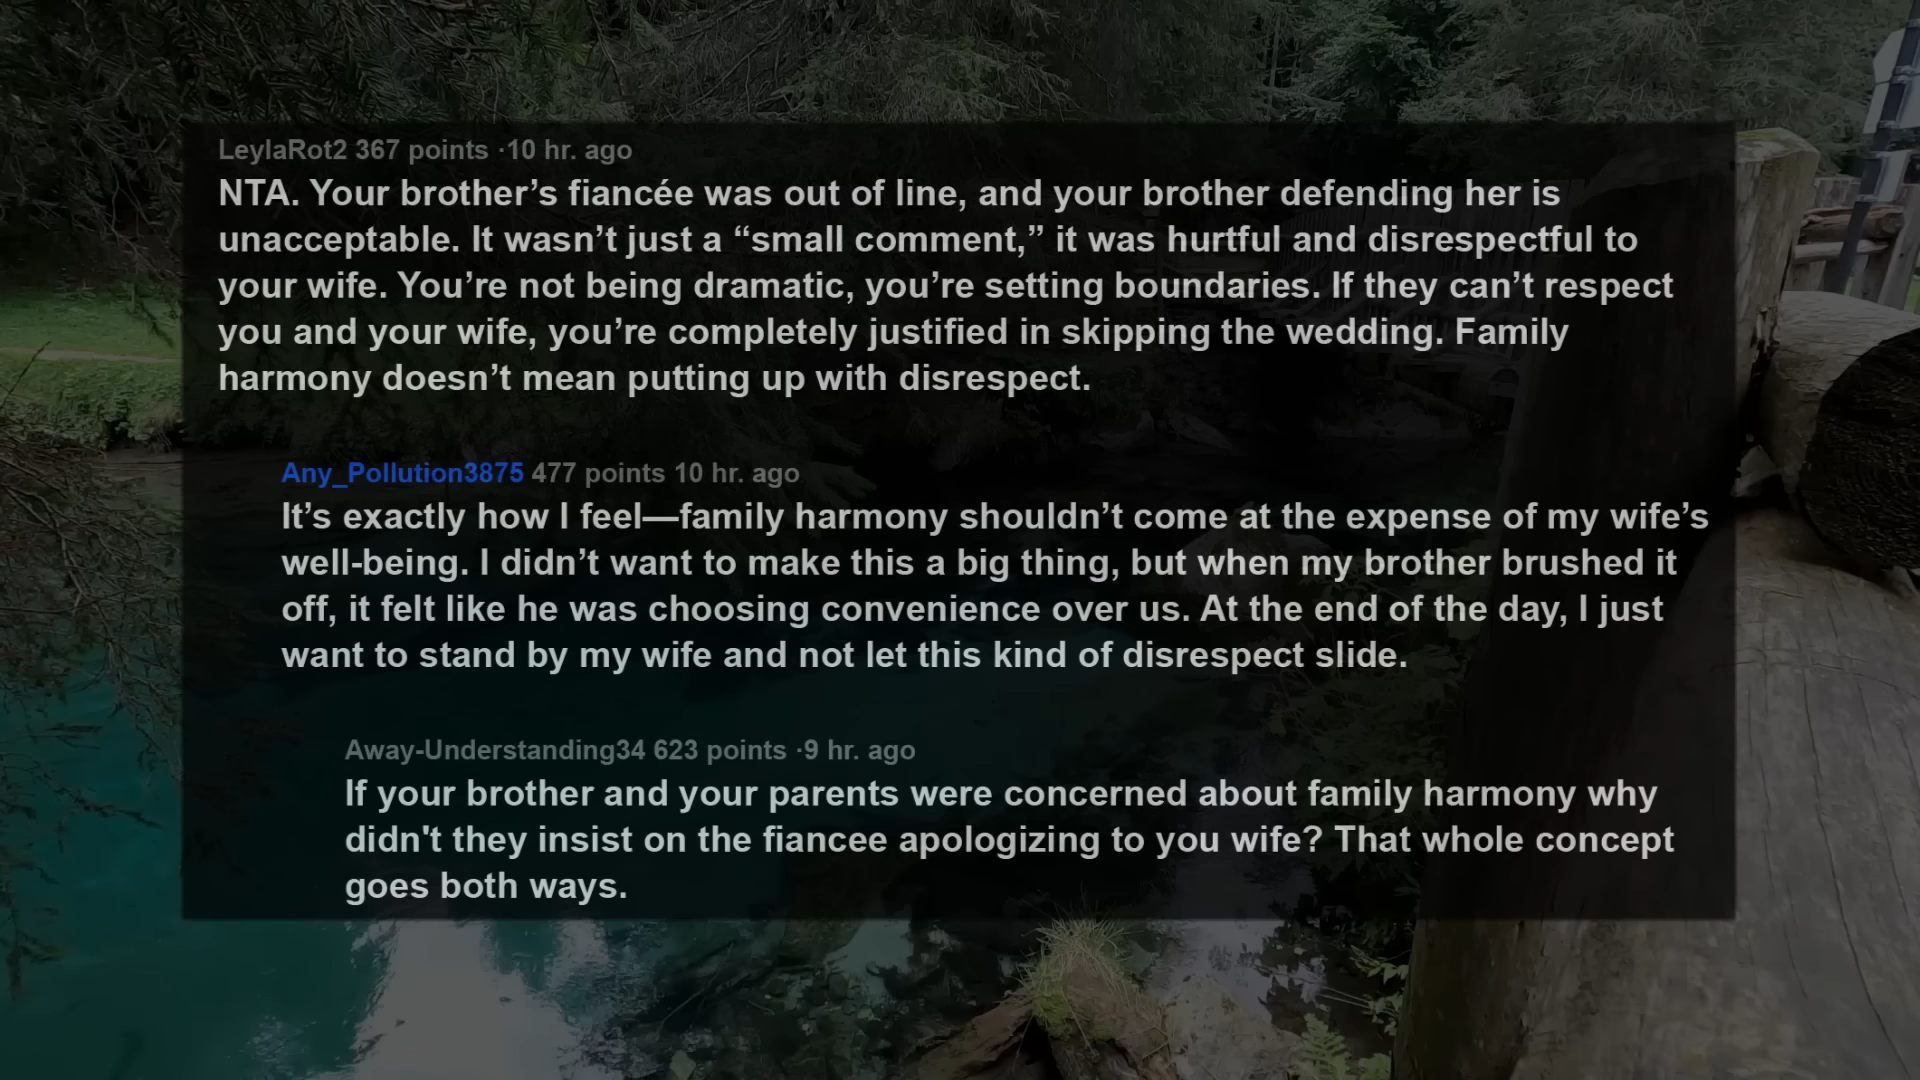 LeylaRot2 367 points ·10 hr. ago
NTA. Your brother’s fiancée was out of line, and your brother defending her is
unacceptable. It wasn’t just a “small comment,” it was hurtful and disrespectful to
your wife. You’re not being dramatic, you’re setting boundaries. If they can’t respect
you and your wife, you’re completely justified in skipping the wedding. Family
harmony doesn’t mean putting up with disrespect.
Any_Pollution3875 477 points 10 hr. ago
It’s exactly how I feel—family harmony shouldn’t come at the expense of my wife’s
well-being. I didn’t want to make this a big thing, but when my brother brushed it
off, it felt like he was choosing convenience over us. At the end of the day, I just
want to stand by my wife and not let this kind of disrespect slide.
Away-Understanding34 623 points ·9 hr. ago
If your brother and your parents were concerned about family harmony why
didn't they insist on the fiancee apologizing to you wife? That whole concept
goes both ways.